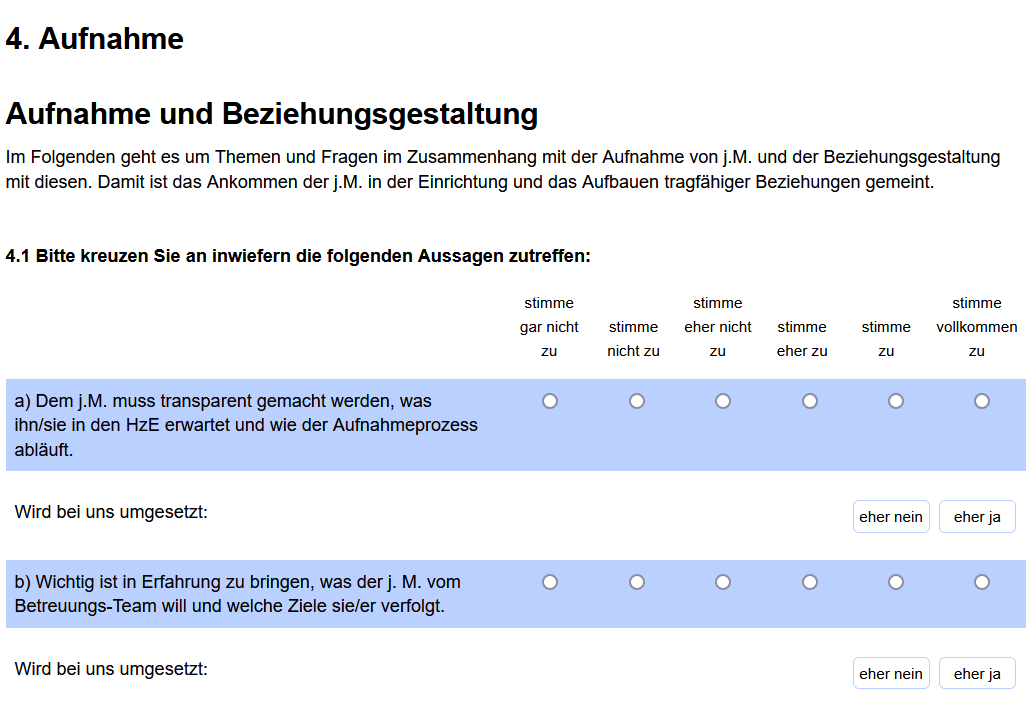 4. Aufnahme
Aufnahme und Beziehungsgestaltung
Im Folgenden geht es um Themen und Fragen im Zusammenhang mit der Aufnahme von j.M. und der Beziehungsgestaltung
mit diesen. Damit ist das Ankommen der j.M. in der Einrichtung und das Aufbauen tragfähiger Beziehungen gemeint.
4.1 Bitte kreuzen Sie an inwiefern die folgenden Aussagen zutreffen:
stimme gar nicht zu
stimme nicht zu
stimme eher nicht zu
stimme eher zu
stimme zu
stimme vollkommen zu
a) Dem j.M. muss transparent gemacht werden, was
ihn/sie in den HzE erwartet und wie der Aufnahmeprozess
abläuft.
Wird bei uns umgesetzt:
eher nein
eher ja
b) Wichtig ist in Erfahrung zu bringen, was der j. M. vom
Betreuungs-Team will und welche Ziele sie/er verfolgt.
Wird bei uns umgesetzt:
eher nein
eher ja